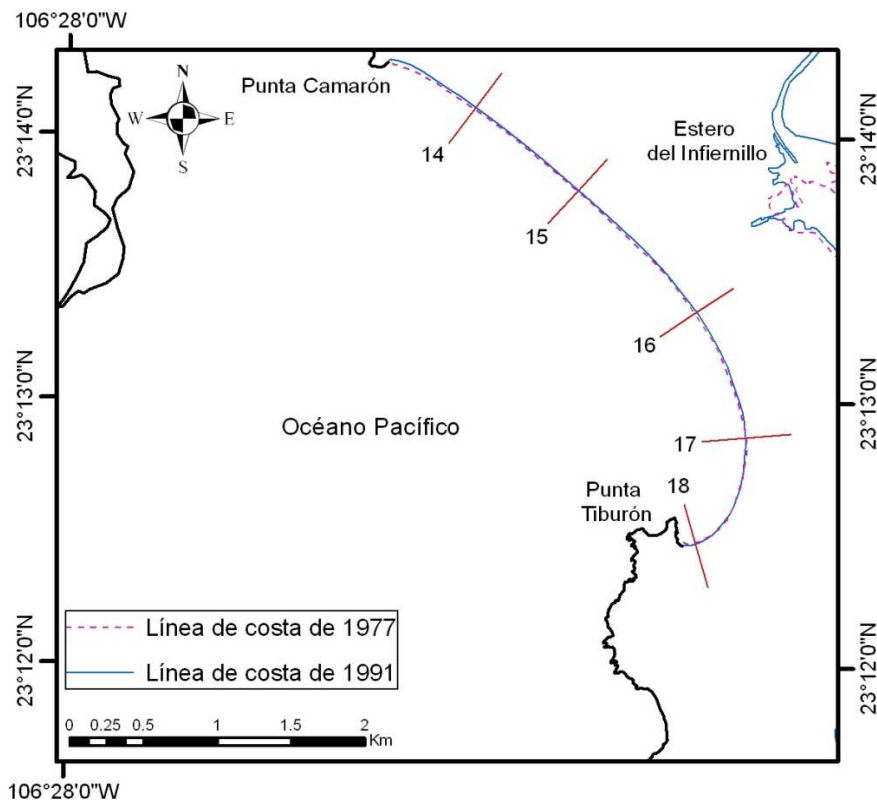 106°28'0"W
Punta Camarón
N
W E
S
23°14'0"N
23°14'0"N
Estero
del Infiernillo
14
15
16
23°13'0"N
23°13'0"N
Océano Pacífico
17
18
Punta
Tiburón
Línea de costa de 1977
Línea de costa de 1991
23°12'0"N
23°12'0"N
0 0.25 0.5 1 1.5 2
Km
106°28'0"W